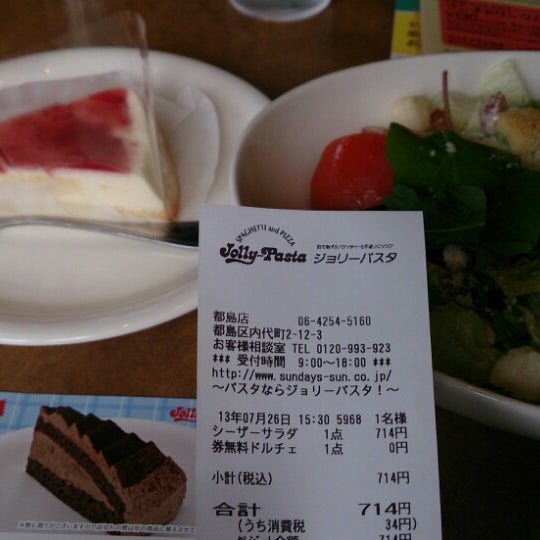 SPAGHETTI and PIZZA
Jolly-Pasta ジョリーパスタ
都島店 06-4254-5160
都島区内代町2-12-3
お客様相談室 TEL 0120-993-923
*** 受付時間 9:00~18:00 ***
http://www.sundays-sun.co.jp/
～パスタならジョリーパスタ！～
13年07月26日 15:30 5968 1名様
シーザーサラダ 1点 714円
券無料ドルチェ 1点 0円
小計(税込) 714円
合計 714円
(うち消費税 34円)
714円
Jolly